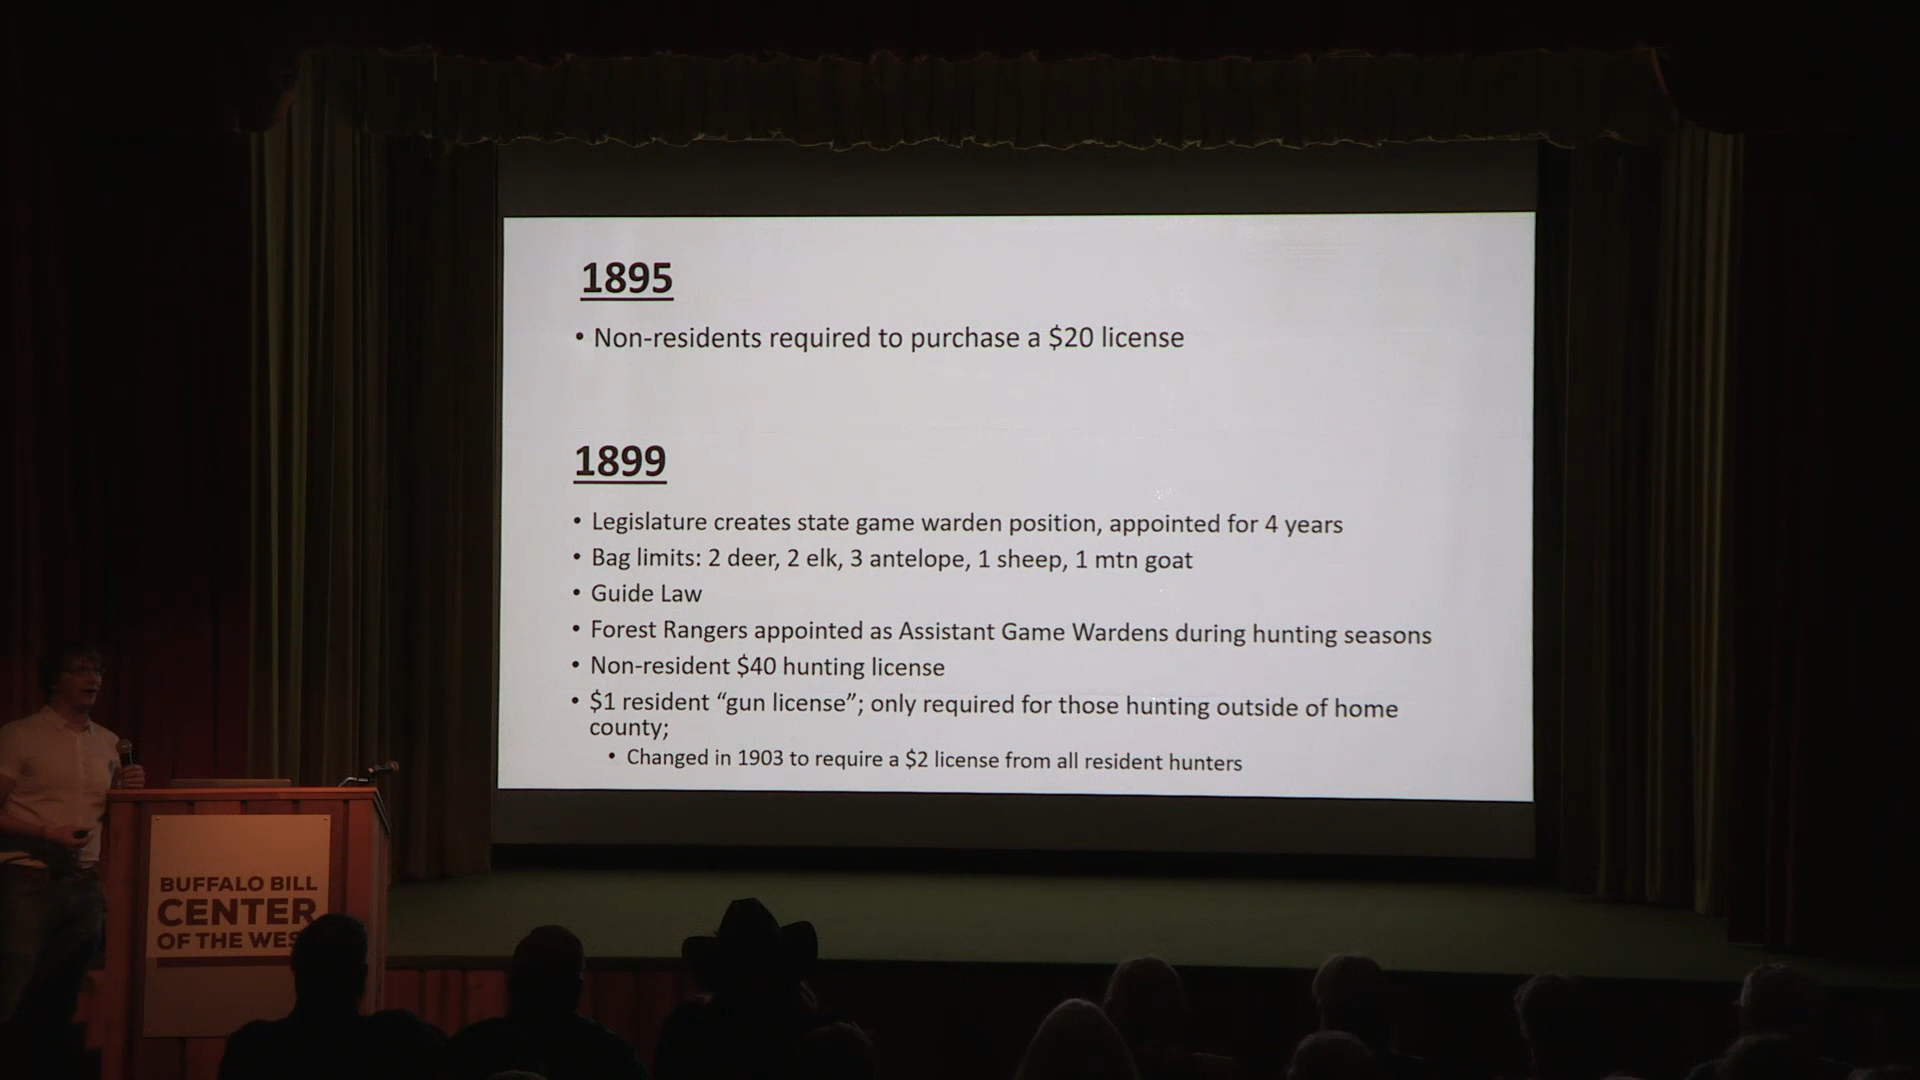 1895
• Non-residents required to purchase a $20 license
1899
• Legislature creates state game warden position, appointed for 4 years
• Bag limits: 2 deer, 2 elk, 3 antelope, 1 sheep, 1 mtn goat
• Guide Law
• Forest Rangers appointed as Assistant Game Wardens during hunting seasons
• Non-resident $40 hunting license
• $1 resident “gun license”; only required for those hunting outside of home
county;
• Changed in 1903 to require a $2 license from all resident hunters
BUFFALO BILL
CENTER
OF THE WES